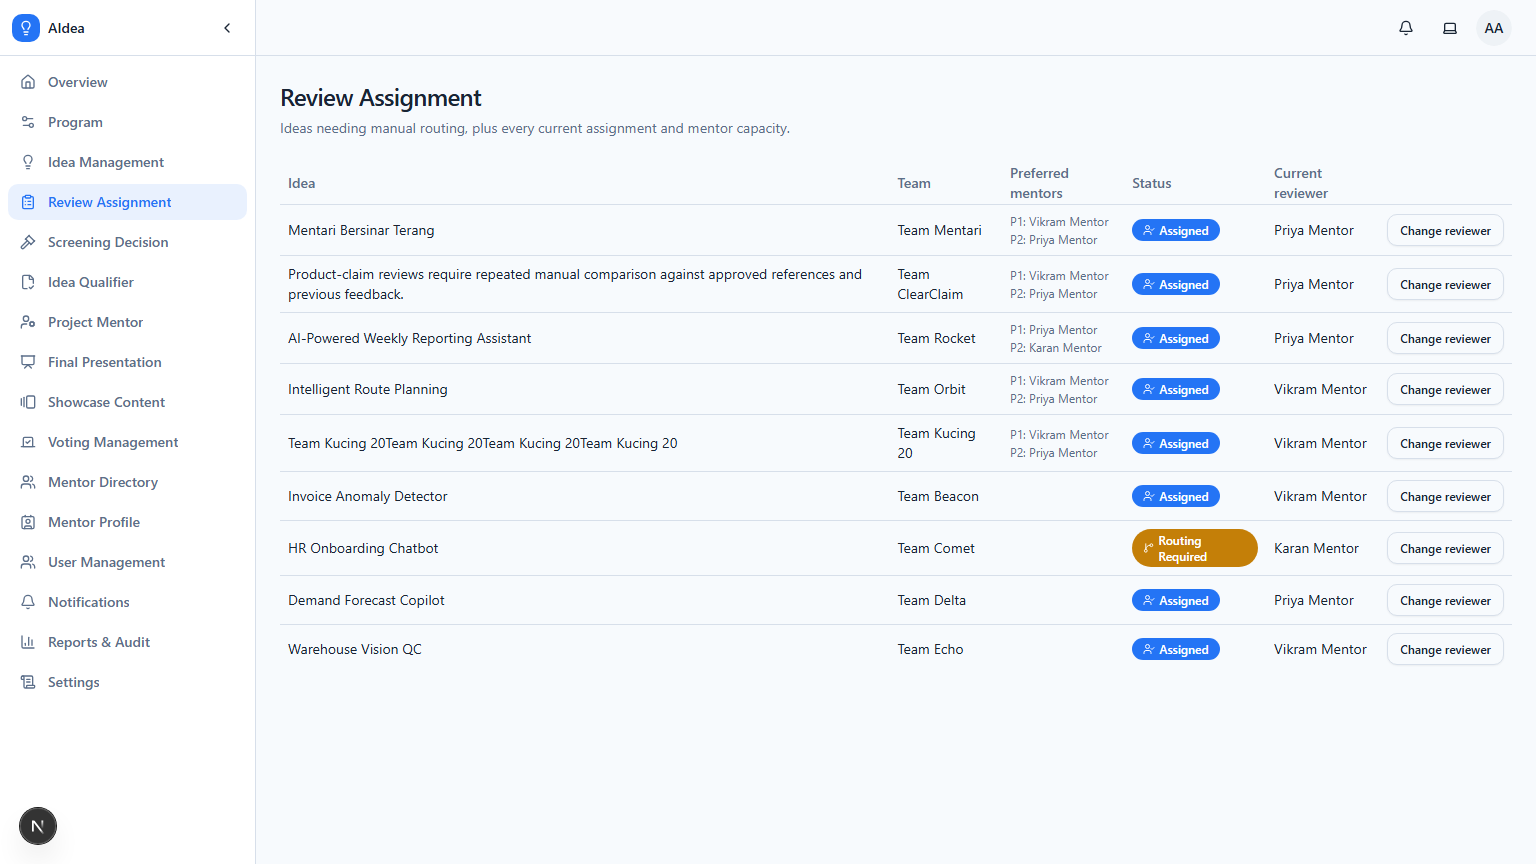 AIdea
AA
Overview
Program
Idea Management
Review Assignment
Screening Decision
Idea Qualifier
Project Mentor
Final Presentation
Showcase Content
Voting Management
Mentor Directory
Mentor Profile
User Management
Notifications
Reports & Audit
Settings
N
Review Assignment
Ideas needing manual routing, plus every current assignment and mentor capacity.
Idea
Team
Preferred
mentors
Status
Current
reviewer
Mentari Bersinar Terang
Team Mentari
P1: Vikram Mentor
P2: Priya Mentor
Assigned
Priya Mentor
Change reviewer
Product-claim reviews require repeated manual comparison against approved references and
previous feedback.
Team
ClearClaim
P1: Vikram Mentor
P2: Priya Mentor
Assigned
Priya Mentor
Change reviewer
AI-Powered Weekly Reporting Assistant
Team Rocket
P1: Priya Mentor
P2: Karan Mentor
Assigned
Priya Mentor
Change reviewer
Intelligent Route Planning
Team Orbit
P1: Vikram Mentor
P2: Priya Mentor
Assigned
Vikram Mentor
Change reviewer
Team Kucing 20Team Kucing 20Team Kucing 20Team Kucing 20
Team Kucing
20
P1: Vikram Mentor
P2: Priya Mentor
Assigned
Vikram Mentor
Change reviewer
Invoice Anomaly Detector
Team Beacon
Assigned
Vikram Mentor
Change reviewer
HR Onboarding Chatbot
Team Comet
Routing
Required
Karan Mentor
Change reviewer
Demand Forecast Copilot
Team Delta
Assigned
Priya Mentor
Change reviewer
Warehouse Vision QC
Team Echo
Assigned
Vikram Mentor
Change reviewer